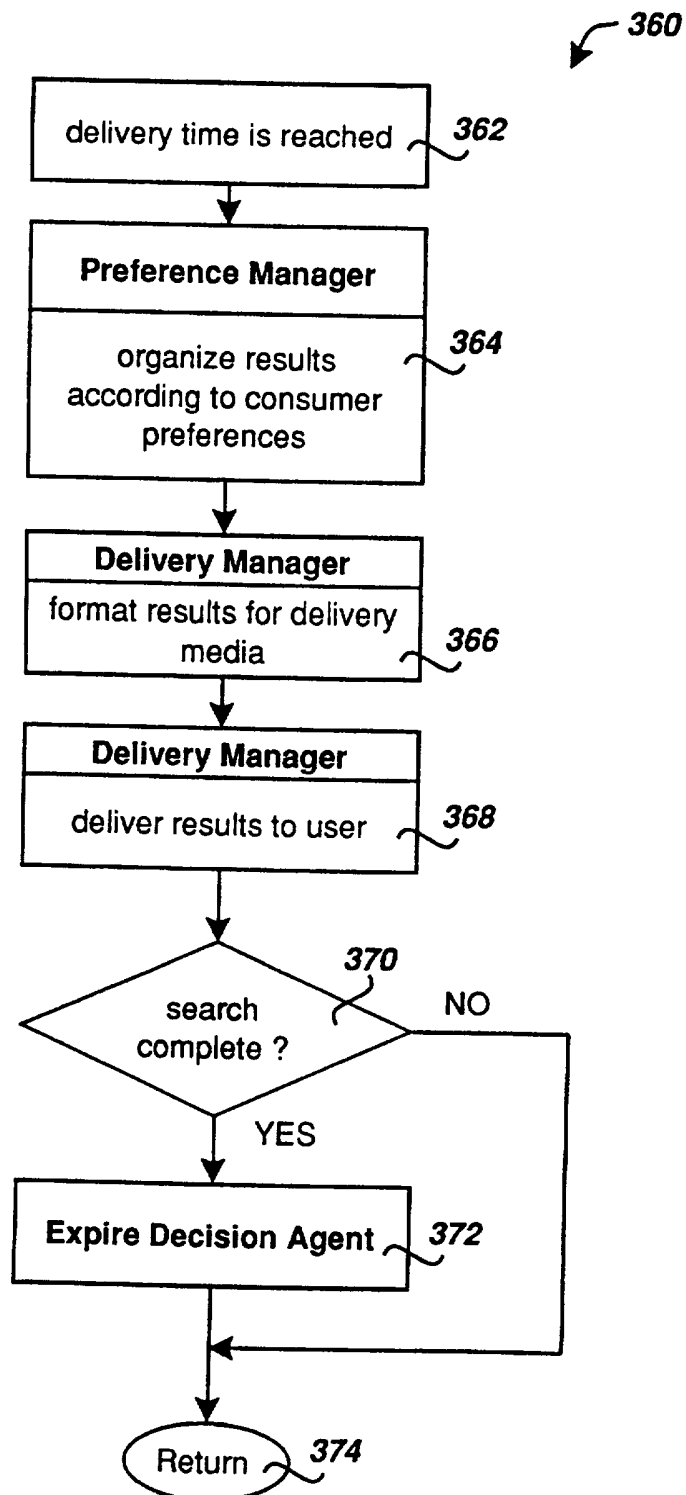 360
delivery time is reached
362
Preference Manager
organize results
according to consumer
preferences
364
Delivery Manager
format results for delivery
media
366
Delivery Manager
deliver results to user
368
370
search
complete ?
NO
YES
Expire Decision Agent
372
Return
374